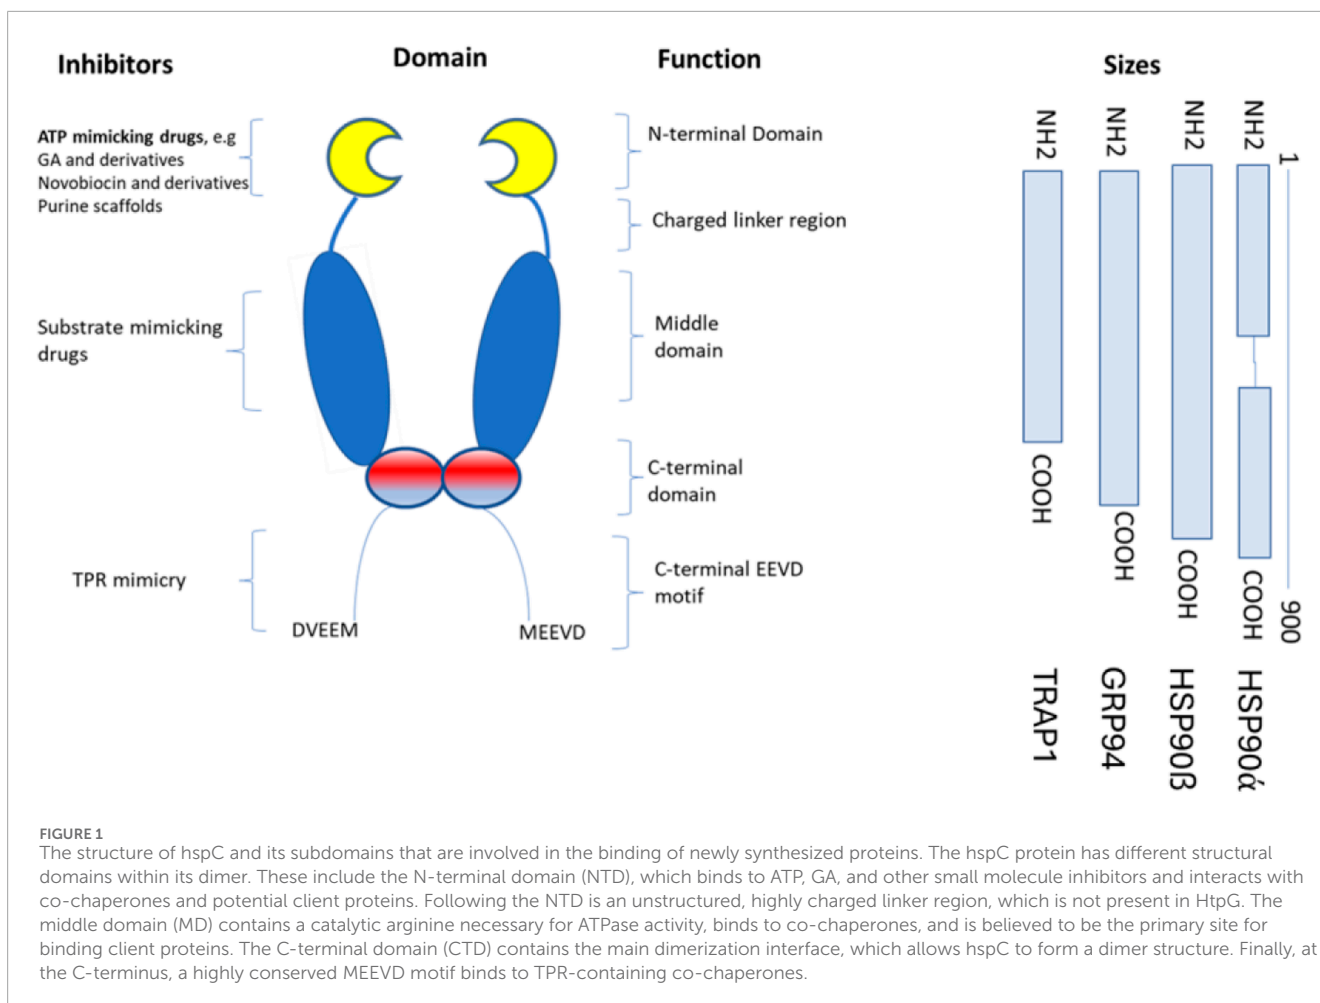 Inhibitors
Domain
Function
Sizes
ATP mimicking drugs, e.g
GA and derivatives
Novobiocin and derivatives
Purine scaffolds
Substrate mimicking
drugs
TPR mimicry
DVEEM
MEEVD
N-terminal Domain
Charged linker region
Middle
domain
C-terminal
domain
C-terminal EEVD
motif
NH2
NH2
NH2
NH2
1
COOH
COOH
COOH
COOH
900
TRAP1
GRP94
HSP90ß
HSP90ά
FIGURE 1
The structure of hspC and its subdomains that are involved in the binding of newly synthesized proteins. The hspC protein has different structural
domains within its dimer. These include the N-terminal domain (NTD), which binds to ATP, GA, and other small molecule inhibitors and interacts with
co-chaperones and potential client proteins. Following the NTD is an unstructured, highly charged linker region, which is not present in HtpG. The
middle domain (MD) contains a catalytic arginine necessary for ATPase activity, binds to co-chaperones, and is believed to be the primary site for
binding client proteins. The C-terminal domain (CTD) contains the main dimerization interface, which allows hspC to form a dimer structure. Finally, at
the C-terminus, a highly conserved MEEVD motif binds to TPR-containing co-chaperones.